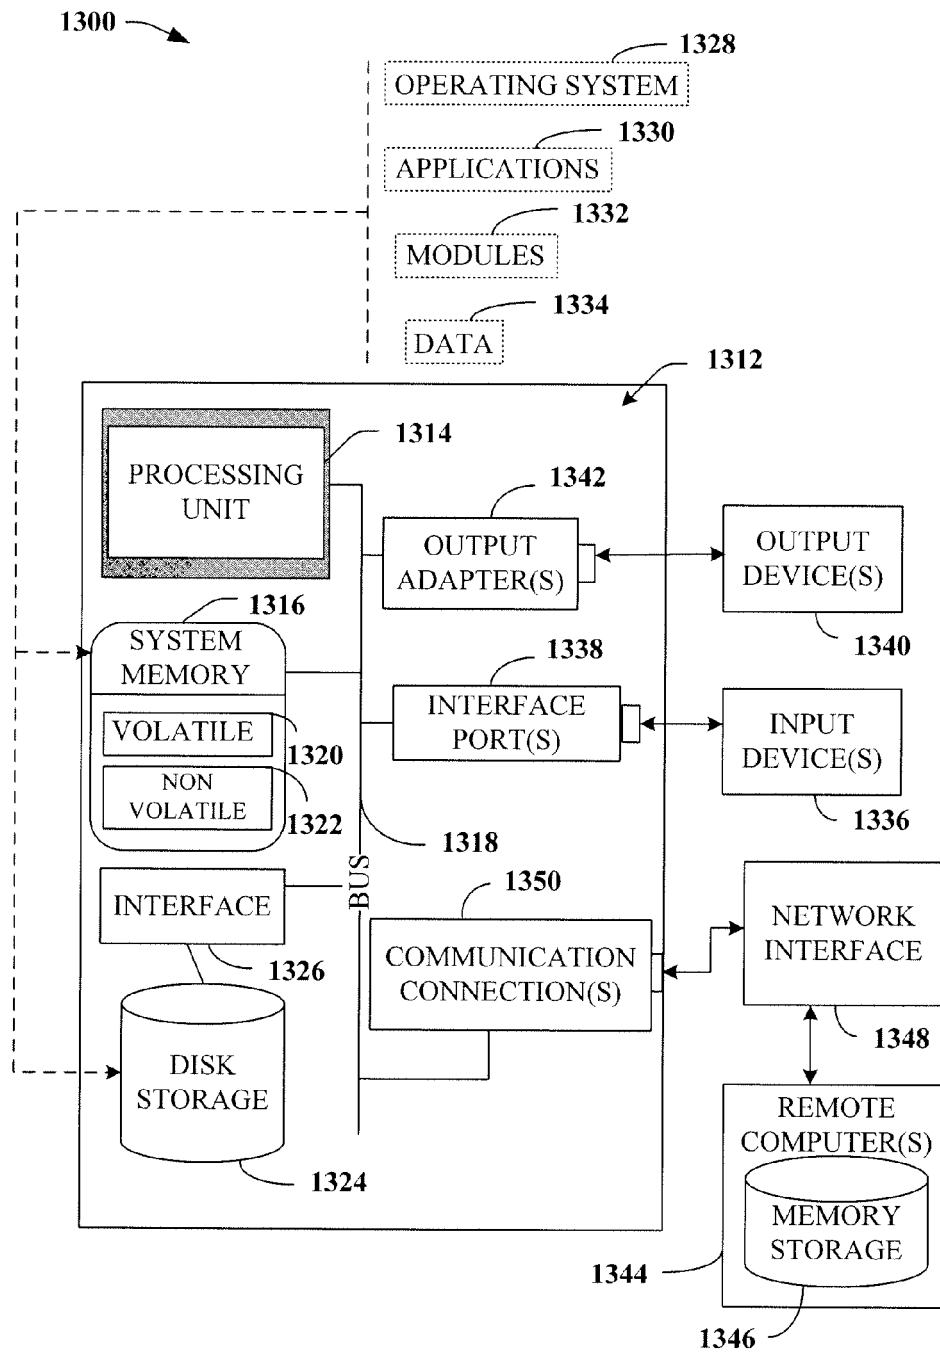 1300
1328
OPERATING SYSTEM
1330
APPLICATIONS
1332
MODULES
1334
DATA
1312
1314
PROCESSING
UNIT
1342
OUTPUT
ADAPTER(S)
OUTPUT
DEVICE(S)
1340
1316
SYSTEM
MEMORY
VOLATILE
1320
NON
VOLATILE
1322
1338
INTERFACE
PORT(S)
INPUT
DEVICE(S)
1336
1318
BUS
INTERFACE
1326
1350
COMMUNICATION
CONNECTION(S)
NETWORK
INTERFACE
1348
DISK
STORAGE
1324
REMOTE
COMPUTER(S)
MEMORY
STORAGE
1344
1346